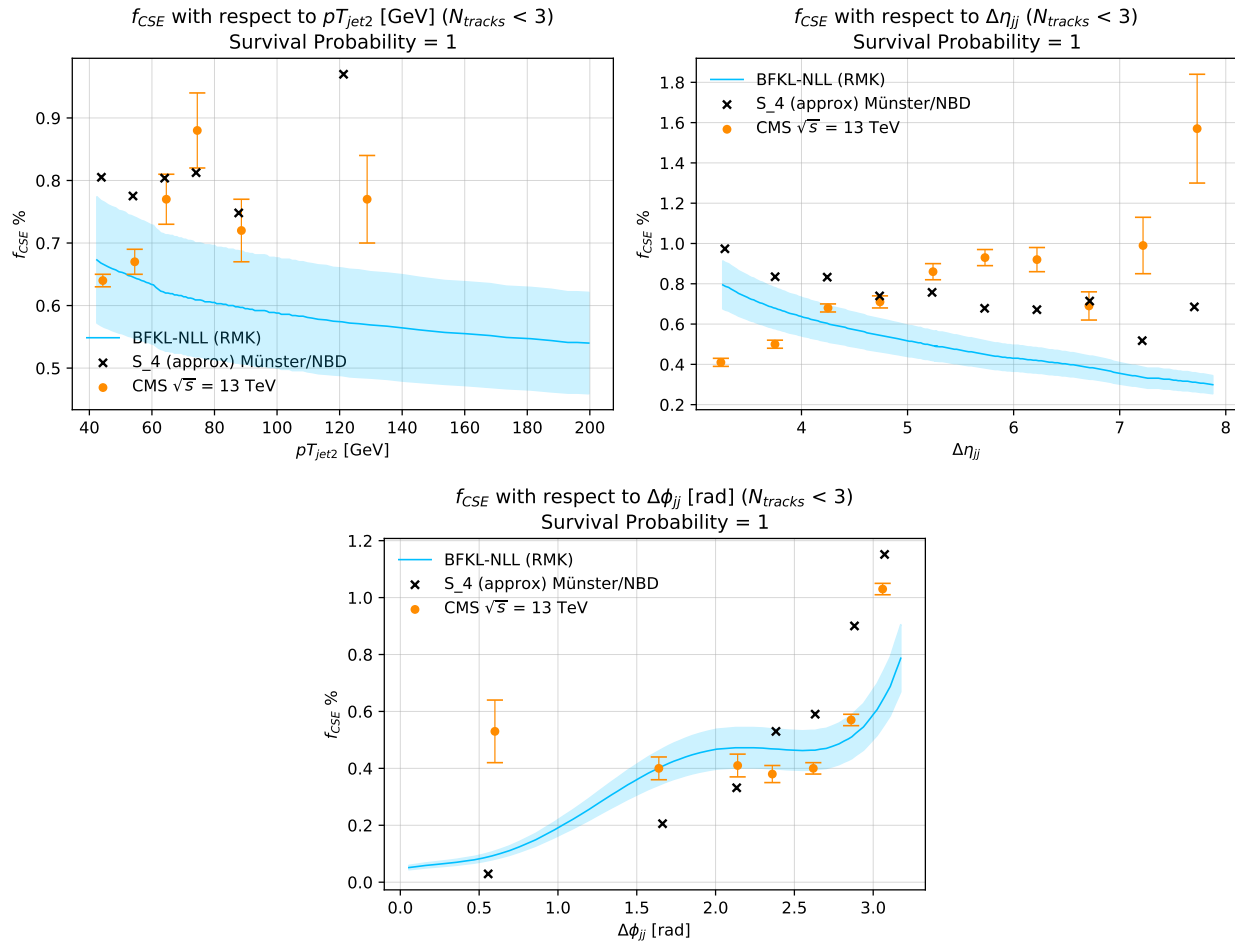 f_CSE with respect to pT_jet2 [GeV] (N_tracks < 3)
Survival Probability = 1
f_CSE %
0.9
0.8
0.7
0.6
0.5
BFKL-NLL (RMK)
S_4 (approx) Münster/NBD
CMS √s = 13 TeV
40 60 80 100 120 140 160 180 200
pT_jet2 [GeV]
f_CSE with respect to Δη_jj (N_tracks < 3)
Survival Probability = 1
BFKL-NLL (RMK)
S_4 (approx) Münster/NBD
CMS √s = 13 TeV
f_CSE %
1.8
1.6
1.4
1.2
1.0
0.8
0.6
0.4
0.2
4 5 6 7 8
Δη_jj
f_CSE with respect to Δϕ_jj [rad] (N_tracks < 3)
Survival Probability = 1
BFKL-NLL (RMK)
S_4 (approx) Münster/NBD
CMS √s = 13 TeV
f_CSE %
1.2
1.0
0.8
0.6
0.4
0.2
0.0
0.0 0.5 1.0 1.5 2.0 2.5 3.0
Δϕ_jj [rad]